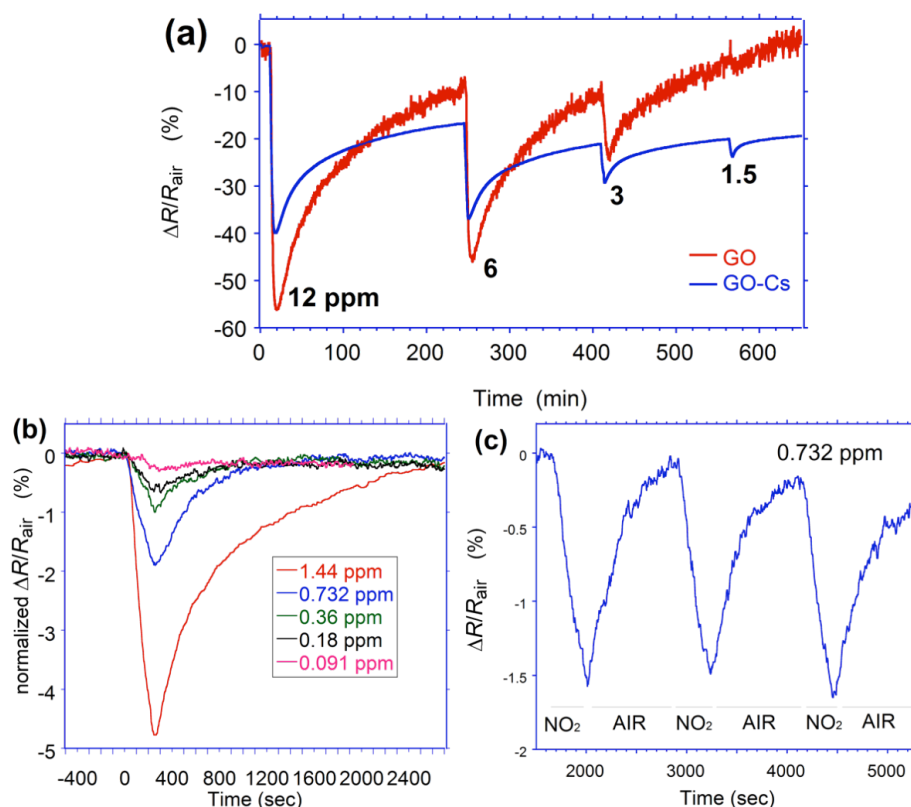 (a)
0
-10
-20
-30
-40
-50
-60
ΔR/Rair (%)
12 ppm
6
3
1.5
GO
GO-Cs
0 100 200 300 400 500 600
Time (min)
(b)
0
-1
-2
-3
-4
-5
normalized ΔR/Rair (%)
1.44 ppm
0.732 ppm
0.36 ppm
0.18 ppm
0.091 ppm
-400 0 400 800 1200 1600 2000 2400
Time (sec)
(c)
0.732 ppm
0
-0.5
-1
-1.5
-2
ΔR/Rair (%)
NO₂ AIR NO₂ AIR NO₂ AIR
2000 3000 4000 5000
Time (sec)